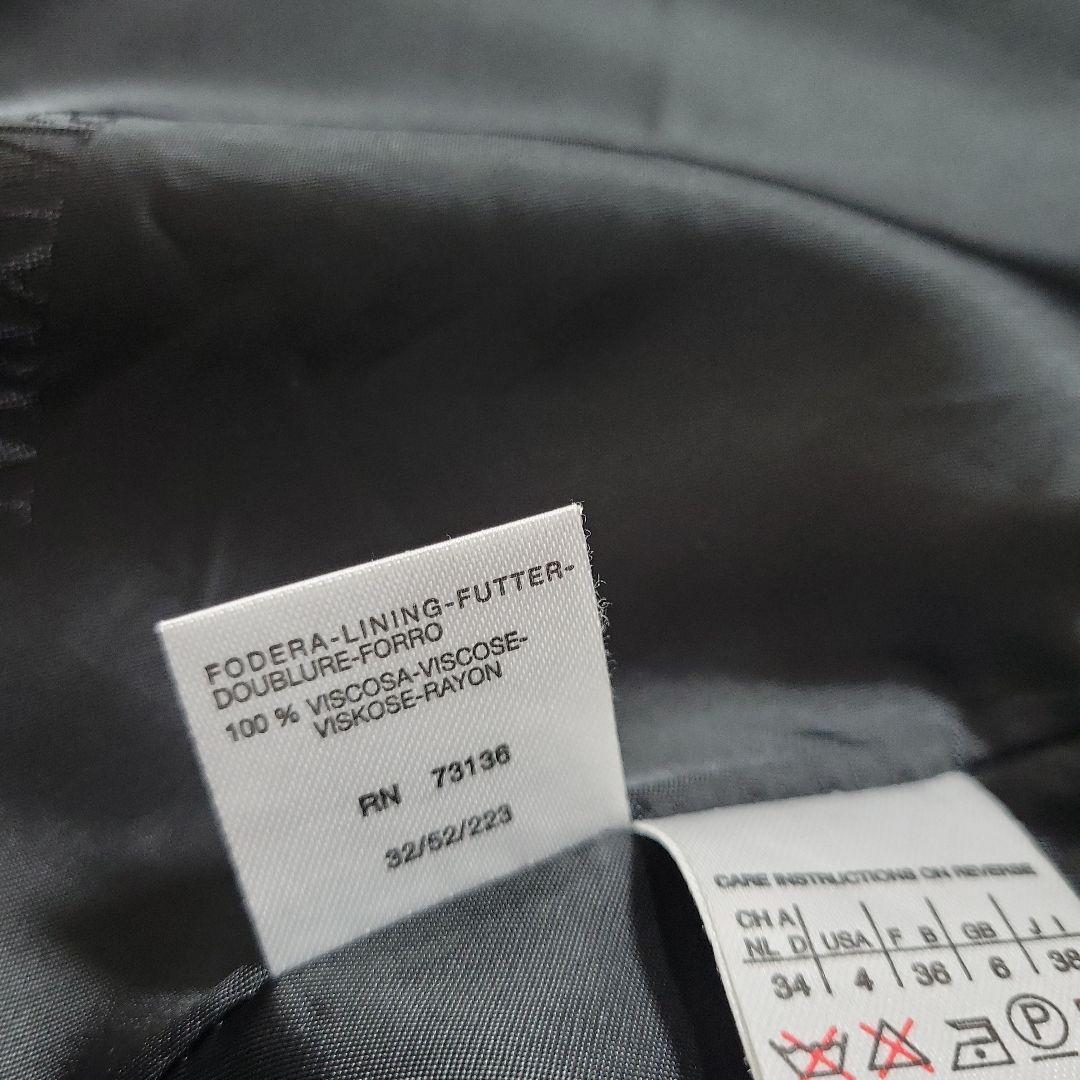 FODERA-LINING-FUTTER-
DOUBLURE-FORRO
100 % VISCOSA-VISCOSE-
VISKOSE-RAYON
RN 73136
32/52/223
CARE INSTRUCTIONS ON REVERSE
CH A
NL D USA F B GB J I
34 4 36 6 38
P